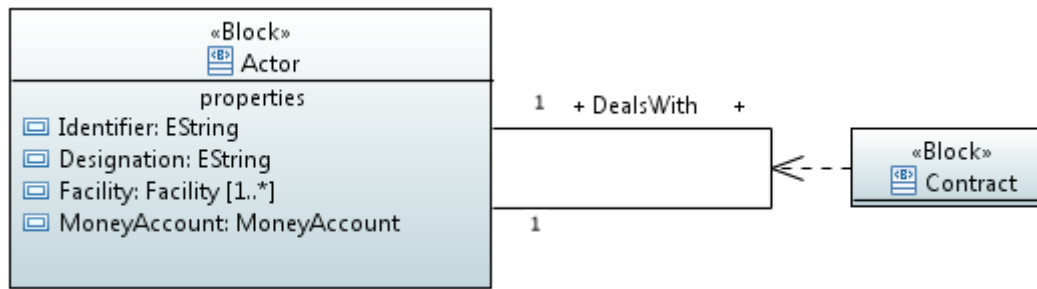 «Block»
Actor
properties
Identifier: EString
Designation: EString
Facility: Facility [1..*]
MoneyAccount: MoneyAccount
1 + DealsWith +
1
«Block»
Contract